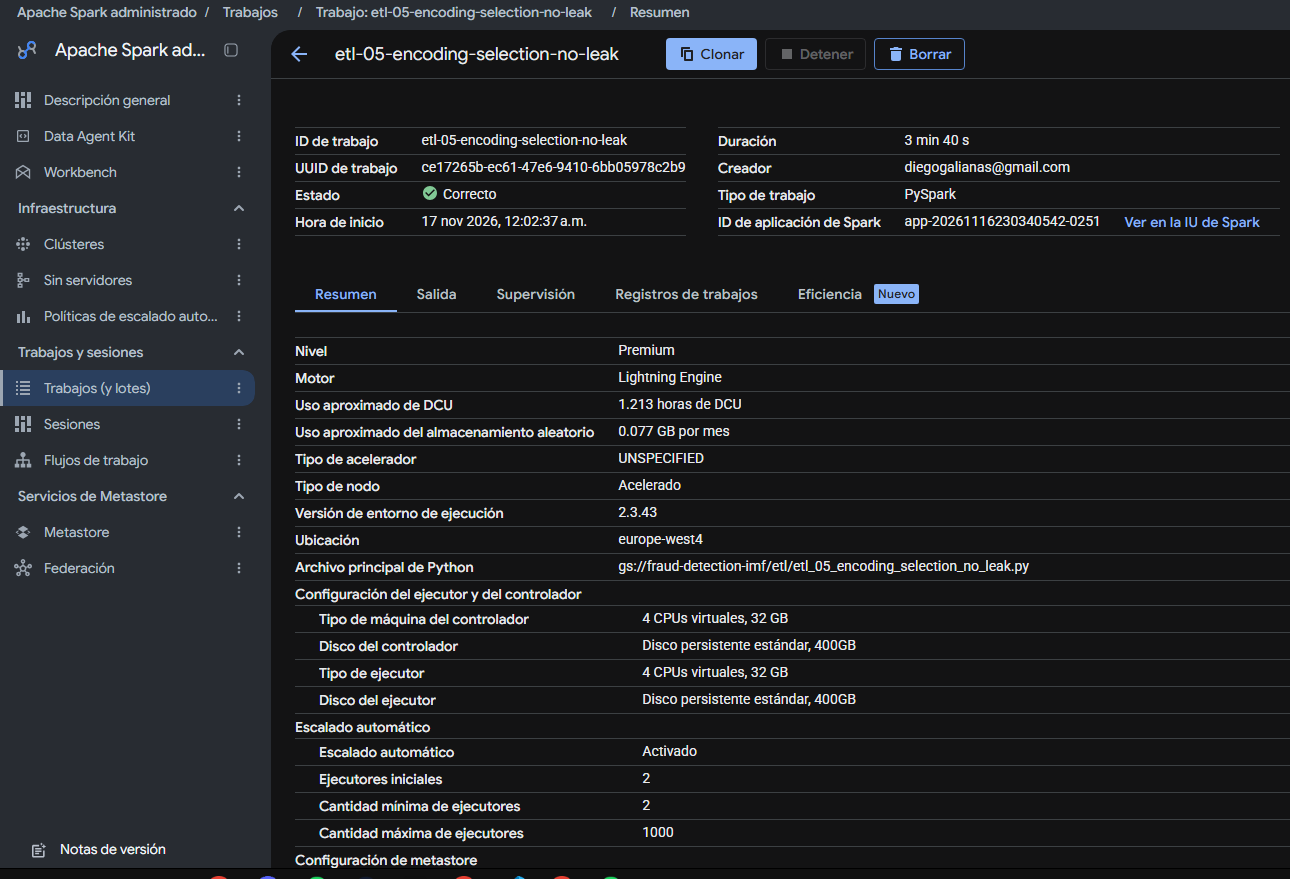 Apache Spark administrado / Trabajos / Trabajo: etl-05-encoding-selection-no-leak / Resumen
Apache Spark ad...
Descripción general
Data Agent Kit
Workbench
Infraestructura
Clústeres
Sin servidores
Políticas de escalado auto...
Trabajos y sesiones
Trabajos (y lotes)
Sesiones
Flujos de trabajo
Servicios de Metastore
Metastore
Federación
Notas de versión
etl-05-encoding-selection-no-leak
Clonar
Detener
Borrar
ID de trabajo etl-05-encoding-selection-no-leak
UUID de trabajo ce17265b-ec61-47e6-9410-6bb05978c2b9
Estado Correcto
Hora de inicio 17 nov 2026, 12:02:37 a.m.
Duración 3 min 40 s
Creador diegogalianas@gmail.com
Tipo de trabajo PySpark
ID de aplicación de Spark app-20261116230340542-0251 Ver en la IU de Spark
Resumen Salida Supervisión Registros de trabajos Eficiencia Nuevo
Nivel Premium
Motor Lightning Engine
Uso aproximado de DCU 1.213 horas de DCU
Uso aproximado del almacenamiento aleatorio 0.077 GB por mes
Tipo de acelerador UNSPECIFIED
Tipo de nodo Acelerado
Versión de entorno de ejecución 2.3.43
Ubicación europe-west4
Archivo principal de Python gs://fraud-detection-imf/etl/etl_05_encoding_selection_no_leak.py
Configuración del ejecutor y del controlador
Tipo de máquina del controlador 4 CPUs virtuales, 32 GB
Disco del controlador Disco persistente estándar, 400GB
Tipo de ejecutor 4 CPUs virtuales, 32 GB
Disco del ejecutor Disco persistente estándar, 400GB
Escalado automático
Escalado automático Activado
Ejecutores iniciales 2
Cantidad mínima de ejecutores 2
Cantidad máxima de ejecutores 1000
Configuración de metastore